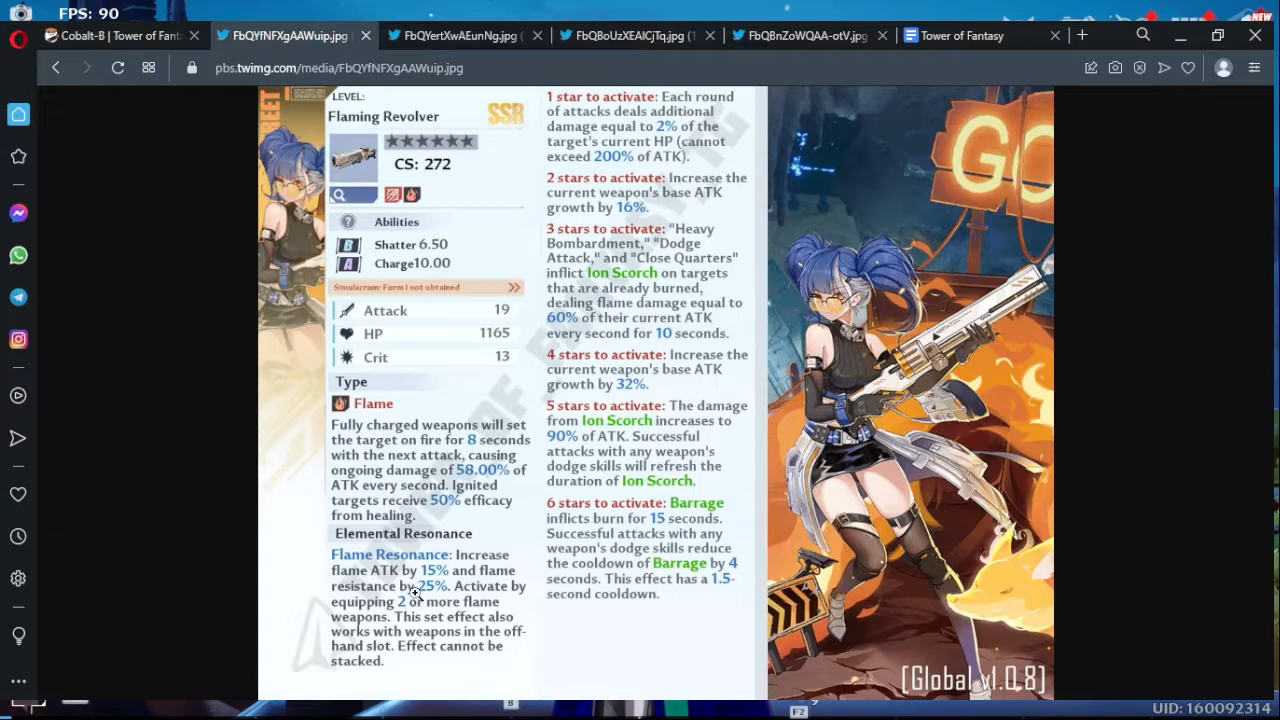 FPS: 90
NEW
Cobalt-B | Tower of Fant
FbQYfNFXgAAWuip.jpg (
FbQYertXwAEunNg.jpg (
FbQBoUzXEAICjTq.jpg (1
FbQBnZoWQAA-otV.jpg (
Tower of Fantasy
pbs.twimg.com/media/FbQYfNFXgAAWuip.jpg
LEVEL:
Flaming Revolver
SSR
CS: 272
Abilities
B Shatter 6.50
A Charge10.00
Simulacrum: Form I not obtained
Attack 19
HP 1165
Crit 13
Type
Flame
Fully charged weapons will set
the target on fire for 8 seconds
with the next attack, causing
ongoing damage of 58.00% of
ATK every second. Ignited
targets receive 50% efficacy
from healing.
Elemental Resonance
Flame Resonance: Increase
flame ATK by 15% and flame
resistance by 25%. Activate by
equipping 2 or more flame
weapons. This set effect also
works with weapons in the off-
hand slot. Effect cannot be
stacked.
1 star to activate: Each round
of attacks deals additional
damage equal to 2% of the
target's current HP (cannot
exceed 200% of ATK).
2 stars to activate: Increase the
current weapon's base ATK
growth by 16%.
3 stars to activate: "Heavy
Bombardment," "Dodge
Attack," and "Close Quarters"
inflict Ion Scorch on targets
that are already burned,
dealing flame damage equal to
60% of their current ATK
every second for 10 seconds.
4 stars to activate: Increase the
current weapon's base ATK
growth by 32%.
5 stars to activate: The damage
from Ion Scorch increases to
90% of ATK. Successful
attacks with any weapon's
dodge skills will refresh the
duration of Ion Scorch.
6 stars to activate: Barrage
inflicts burn for 15 seconds.
Successful attacks with any
weapon's dodge skills reduce
the cooldown of Barrage by 4
seconds. This effect has a 1.5-
second cooldown.
GO
[Global v1.0.8]
B
F2
UID: 160092314